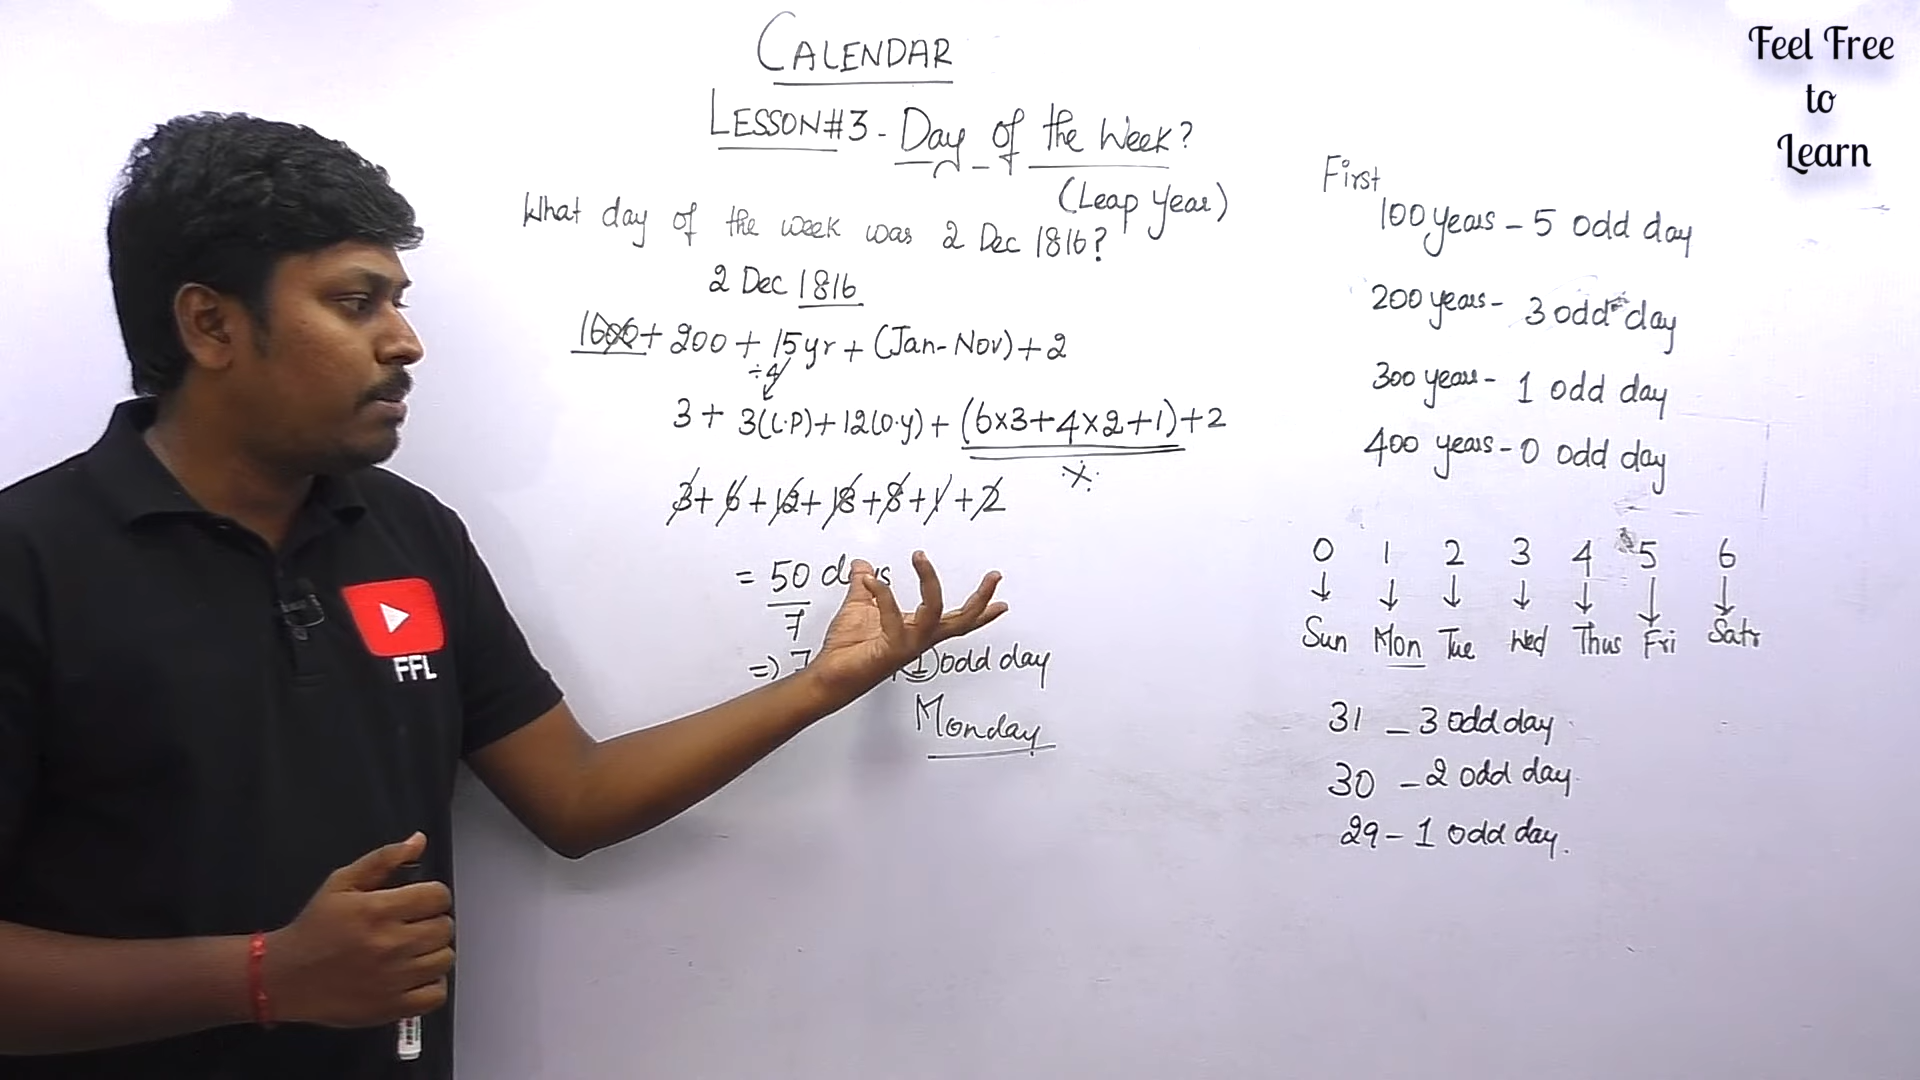 CALENDAR
LESSON#3 - Day of the Week?
(Leap Year)
What day of the week was 2 Dec 1816?
2 Dec 1816
1600 + 200 + 15yr + (Jan-Nov) + 2
÷4
3 + 3(L.P) + 12(O.y) + (6×3+4×2+1) + 2
3 + 6 + 12 + 18 + 8 + 1 + 2
= 50 days
7
=) 7
1 odd day
Monday
Feel Free
to
Learn
First
100 years - 5 odd day
200 years - 3 odd day
300 years - 1 odd day
400 years - 0 odd day
0 1 2 3 4 5 6
Sun Mon Tue Wed Thus Fri Satr
31 - 3 odd day
30 - 2 odd day
29 - 1 odd day.
FFL